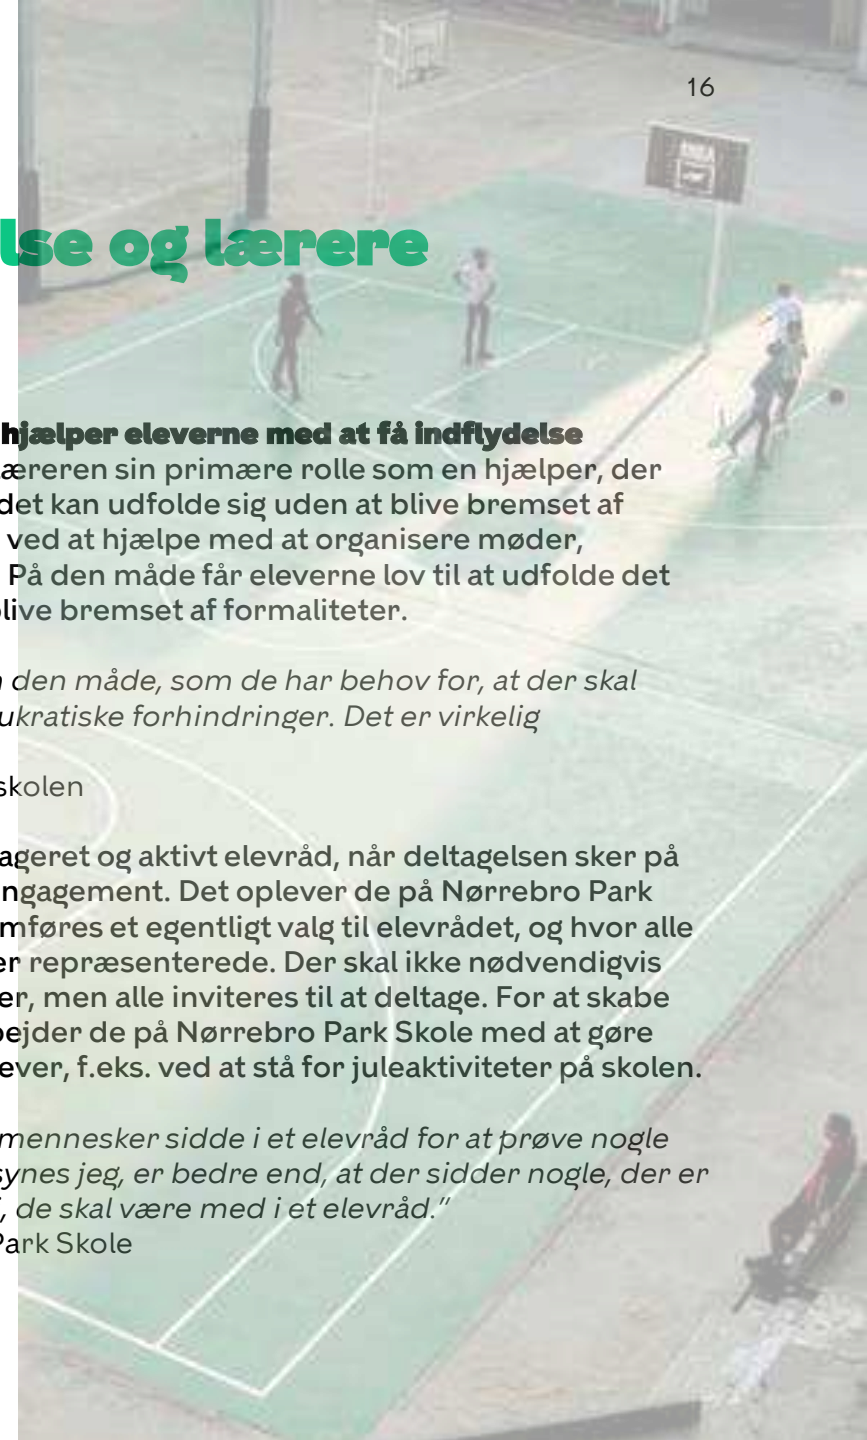 16
lse og lærere
hjælper eleverne med at få indflydelse
æreren sin primære rolle som en hjælper, der
det kan udfolde sig uden at blive bremset af
ved at hjælpe med at organisere møder,
På den måde får eleverne lov til at udfolde det
live bremset af formaliteter.
den måde, som de har behov for, at der skal
ukratiske forhindringer. Det er virkelig
skolen
ageret og aktivt elevråd, når deltagelsen sker på
ngagement. Det oplever de på Nørrebro Park
mføres et egentligt valg til elevrådet, og hvor alle
er repræsenterede. Der skal ikke nødvendigvis
er, men alle inviteres til at deltage. For at skabe
bejder de på Nørrebro Park Skole med at gøre
ever, f.eks. ved at stå for juleaktiviteter på skolen.
mennesker sidde i et elevråd for at prøve nogle
synes jeg, er bedre end, at der sidder nogle, der er
, de skal være med i et elevråd.”
Park Skole